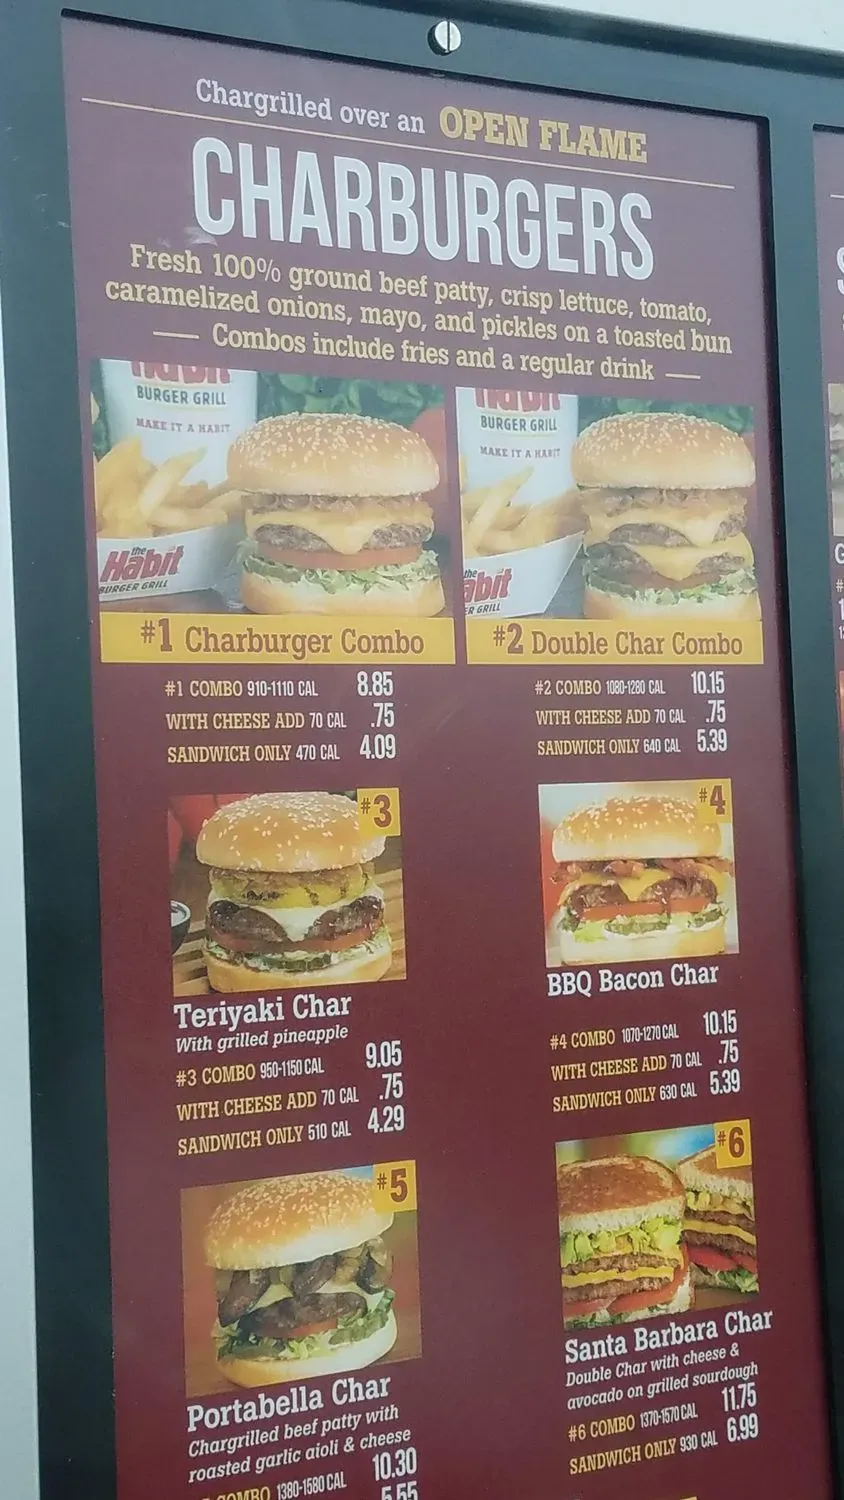 Chargrilled over an OPEN FLAME
CHARBURGERS
Fresh 100% ground beef patty, crisp lettuce, tomato,
caramelized onions, mayo, and pickles on a toasted bun
Combos include fries and a regular drink
Habit
BURGER GRILL
MAKE IT A HABIT
the
Habit
BURGER GRILL
Habit
BURGER GRILL
MAKE IT A HABIT
the
abit
ER GRILL
#1 Charburger Combo
#1 COMBO 910-1110 CAL 8.85
WITH CHEESE ADD 70 CAL .75
SANDWICH ONLY 470 CAL 4.09
#2 Double Char Combo
#2 COMBO 1080-1280 CAL 10.15
WITH CHEESE ADD 70 CAL .75
SANDWICH ONLY 640 CAL 5.39
#3
Teriyaki Char
With grilled pineapple
#3 COMBO 950-1150 CAL 9.05
WITH CHEESE ADD 70 CAL .75
SANDWICH ONLY 510 CAL 4.29
#4
BBQ Bacon Char
#4 COMBO 1070-1270 CAL 10.15
WITH CHEESE ADD 70 CAL .75
SANDWICH ONLY 630 CAL 5.39
#5
Portabella Char
Chargrilled beef patty with
roasted garlic aioli & cheese
COMBO 1380-1580 CAL 10.30
5.55
#6
Santa Barbara Char
Double Char with cheese &
avocado on grilled sourdough
#6 COMBO 1370-1570 CAL 11.75
SANDWICH ONLY 930 CAL 6.99